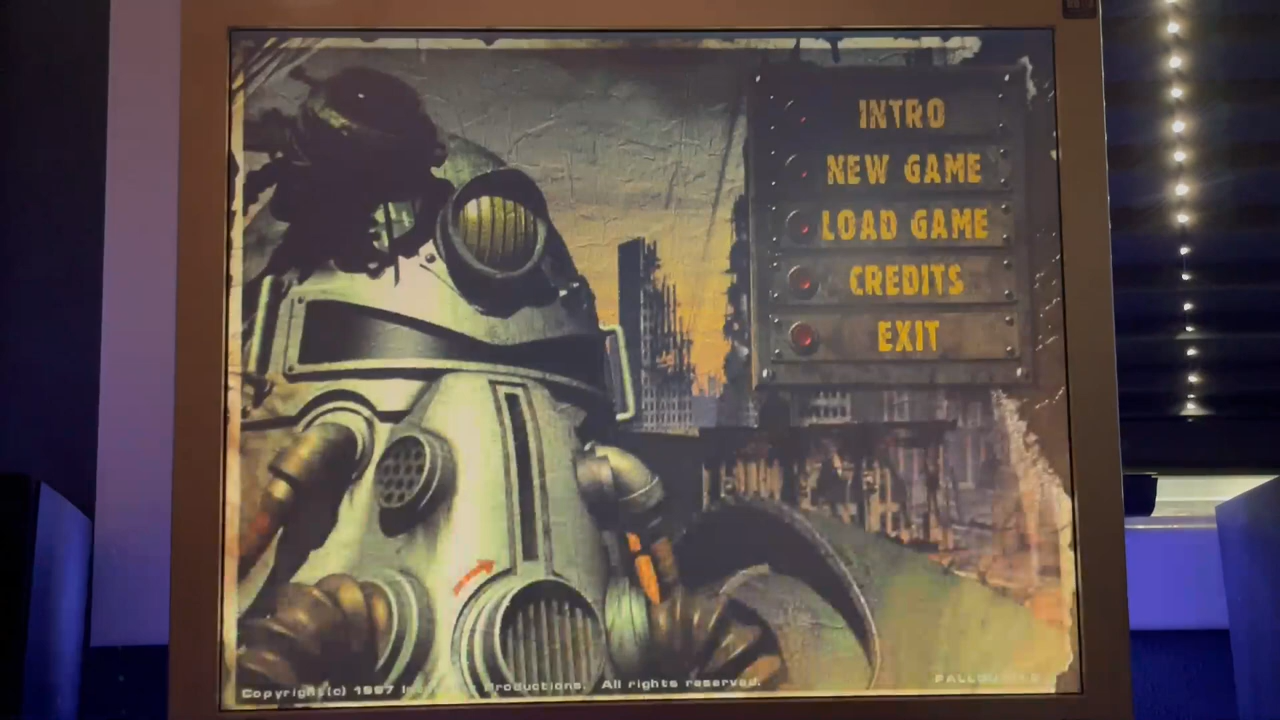 INTRO
NEW GAME
LOAD GAME
CREDITS
EXIT
Copyright(c) 1997 Productions. All rights reserved.